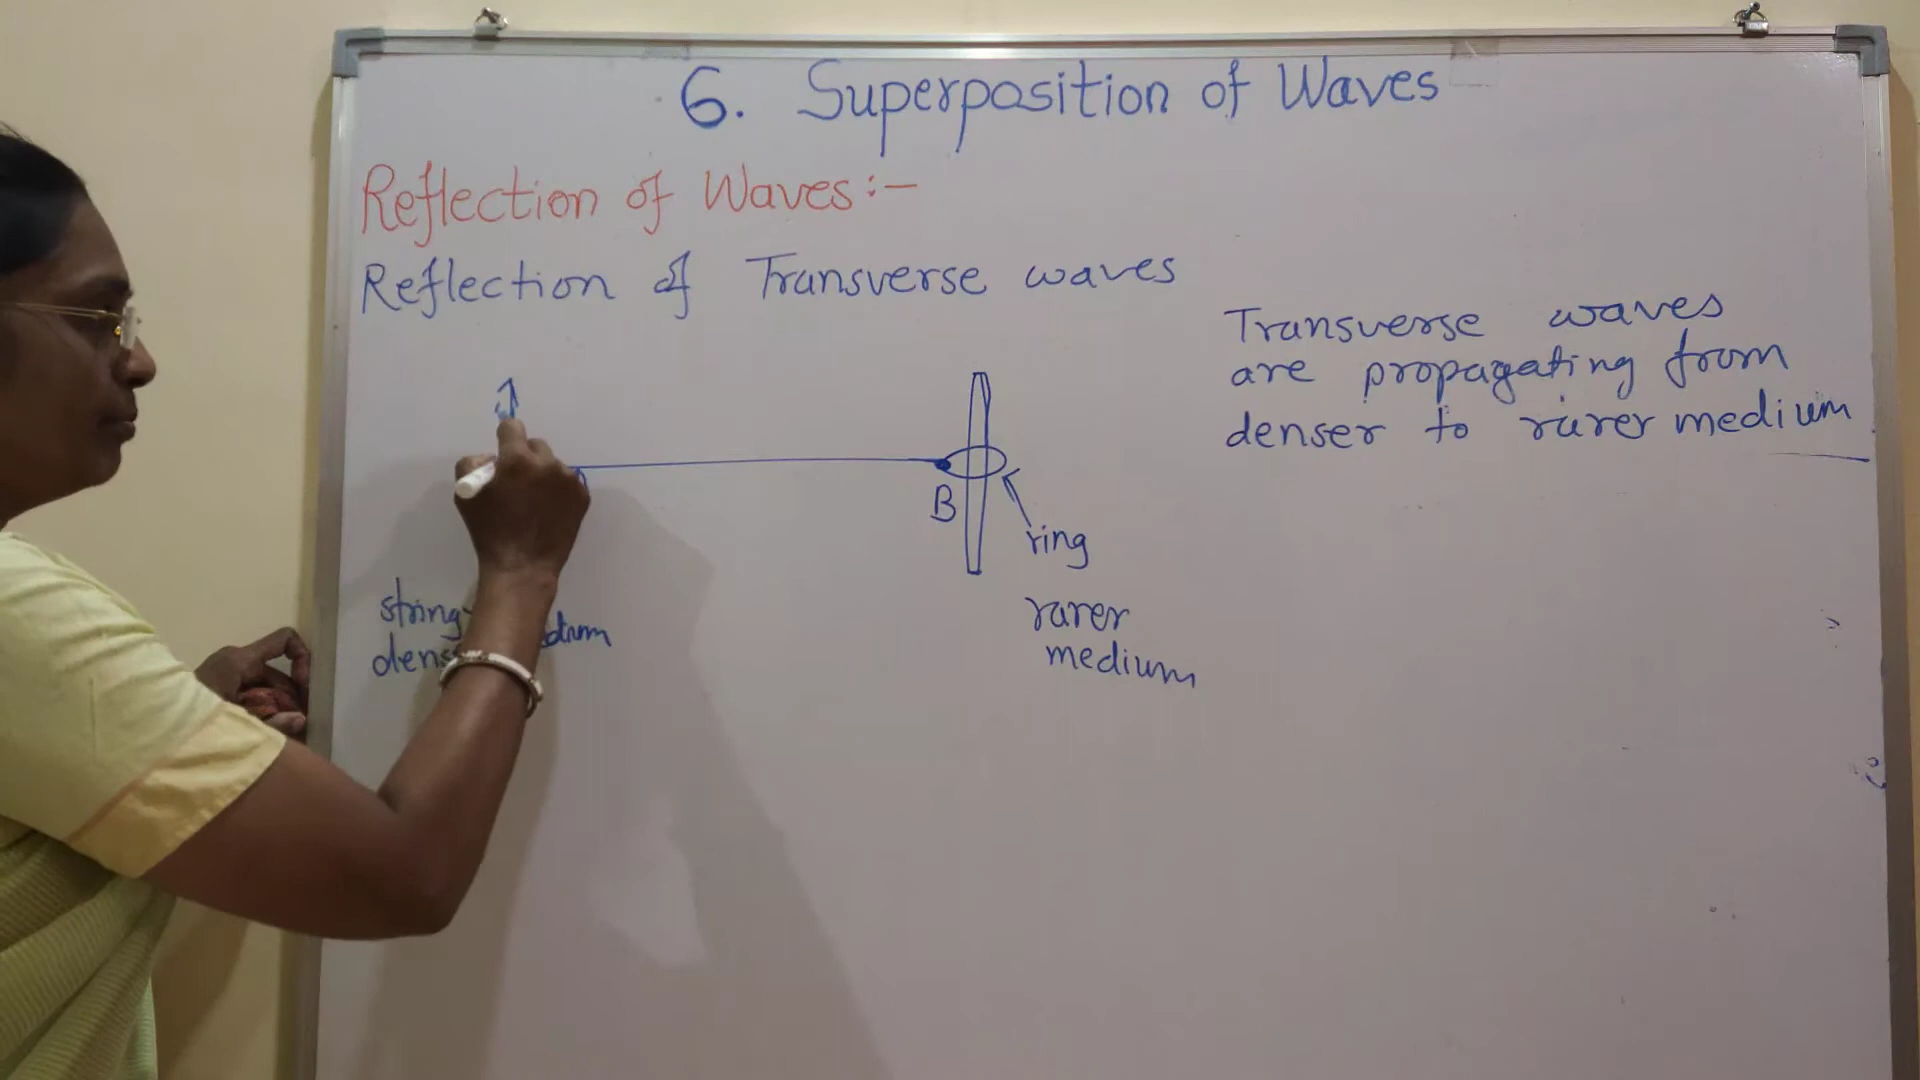 6. Superposition of Waves
Reflection of Waves:-
Reflection of Transverse waves
Transverse waves
are propagating from
denser to rarer medium
B
ring
string
rarer
medium